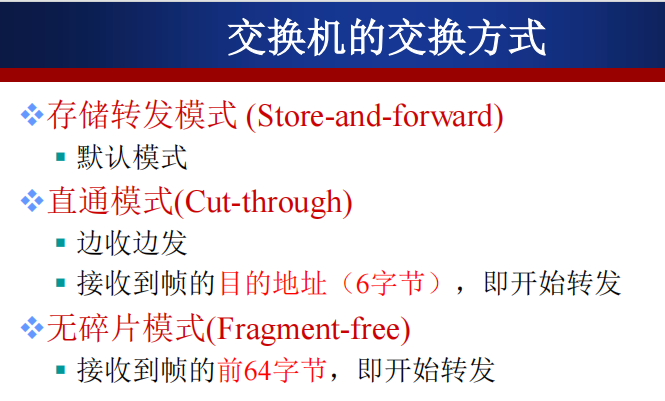 交换机的交换方式
存储转发模式 (Store-and-forward)
默认模式
直通模式(Cut-through)
边收边发
接收到帧的目的地址（6字节），即开始转发
无碎片模式(Fragment-free)
接收到帧的前64字节，即开始转发